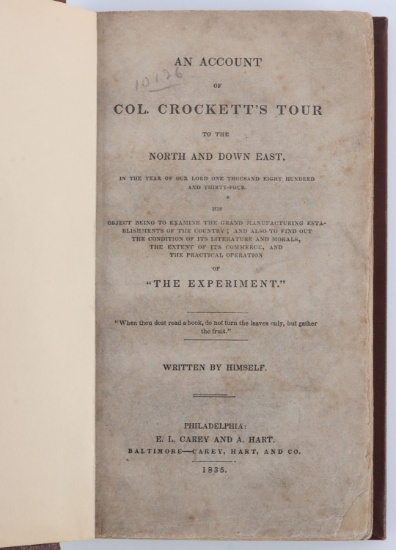 AN ACCOUNT
10126
OF
COL. CROCKETT'S TOUR
TO THE
NORTH AND DOWN EAST,
IN THE YEAR OF OUR LORD ONE THOUSAND EIGHT HUNDRED
AND THIRTY-FOUR.
HIS
OBJECT BEING TO EXAMINE THE GRAND MANUFACTURING ESTA-
BLISHMENTS OF THE COUNTRY; AND ALSO TO FIND OUT
THE CONDITION OF ITS LITERATURE AND MORALS,
THE EXTENT OF ITS COMMERCE, AND
THE PRACTICAL OPERATION
OF
"THE EXPERIMENT."
"When thou dost read a book, do not turn the leaves only, but gather
the fruit."
WRITTEN BY HIMSELF.
PHILADELPHIA:
E. L. CAREY AND A. HART.
BALTIMORE—CAREY, HART, AND CO.
1835.